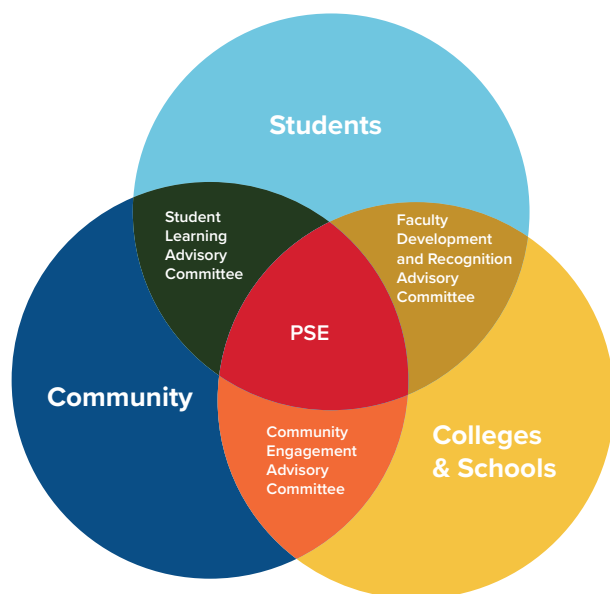 Students
Student
Learning
Advisory
Committee
Faculty
Development
and Recognition
Advisory
Committee
PSE
Community
Community
Engagement
Advisory
Committee
Colleges
& Schools